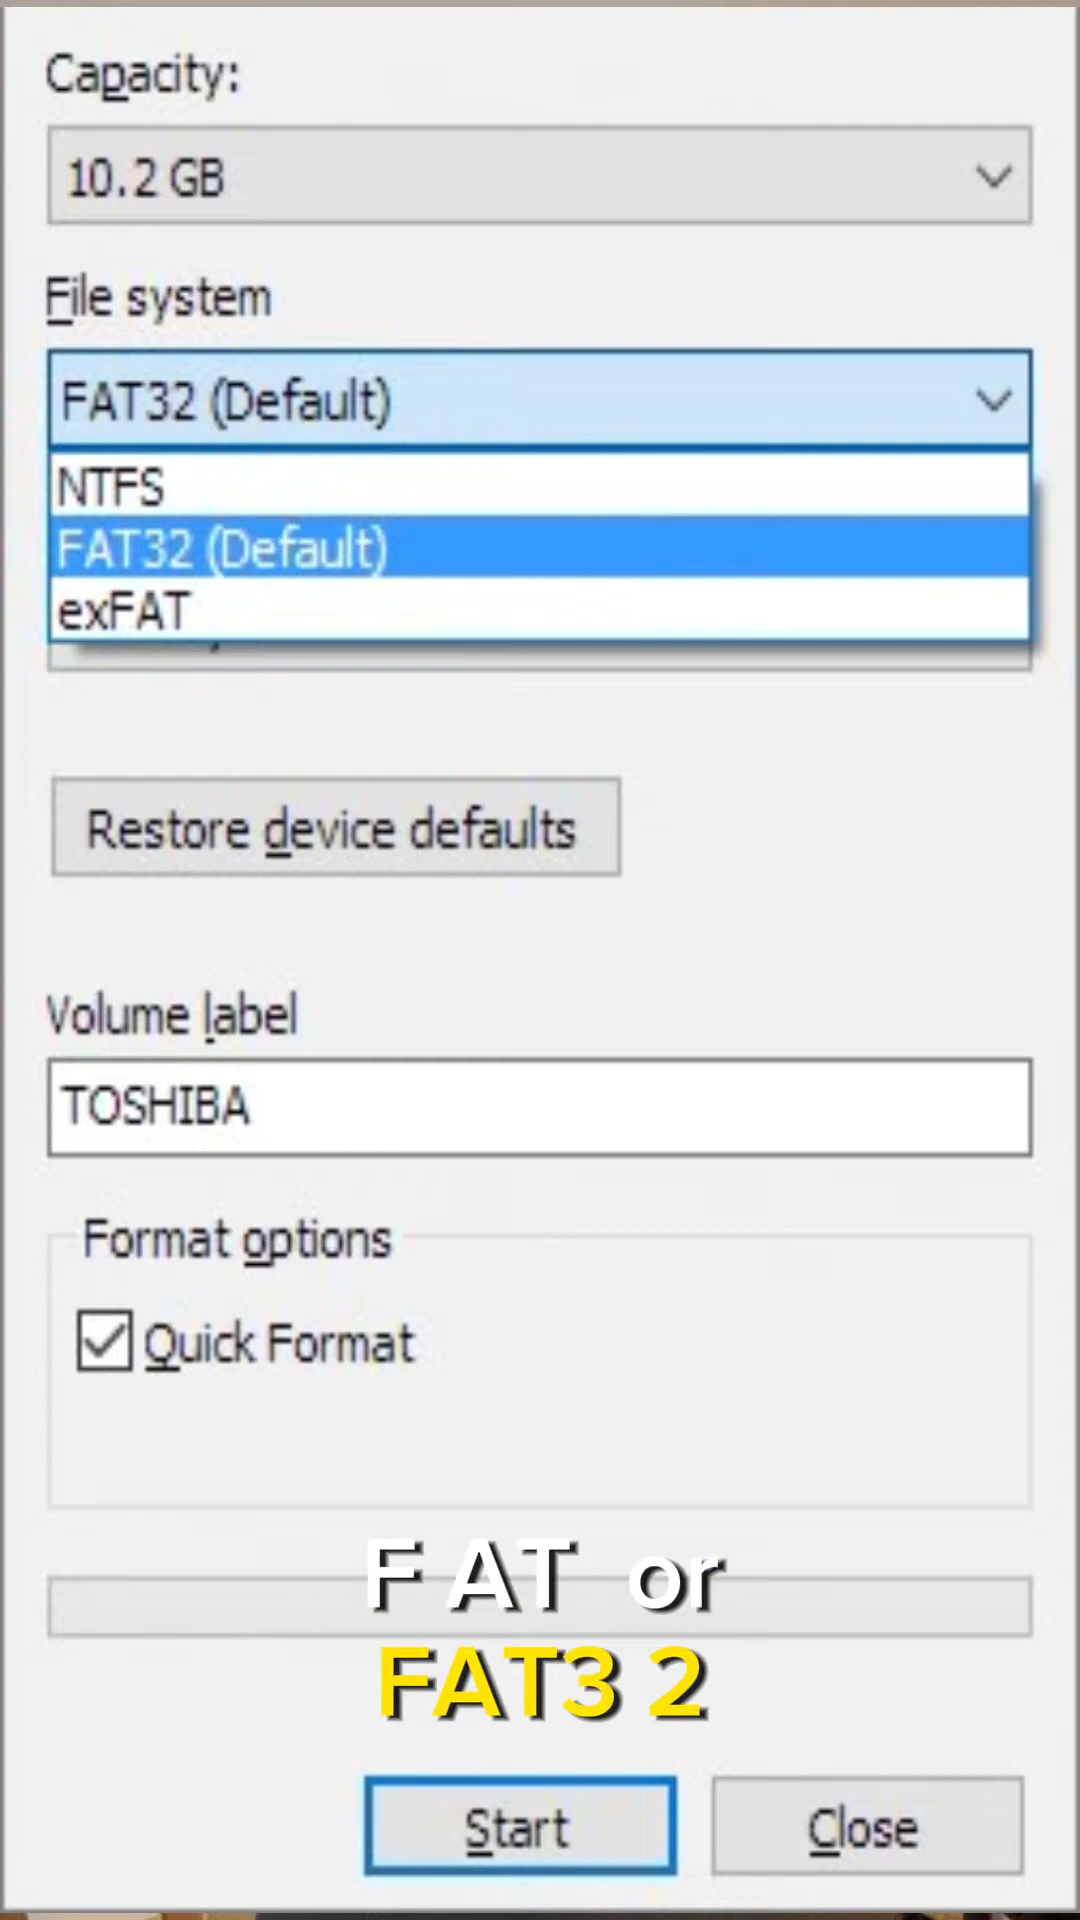 Capacity:
10.2 GB
File system
FAT32 (Default)
NTFS
FAT32 (Default)
exFAT
Restore device defaults
Volume label
TOSHIBA
Format options
Quick Format
F AT or
FAT3 2
Start
Close